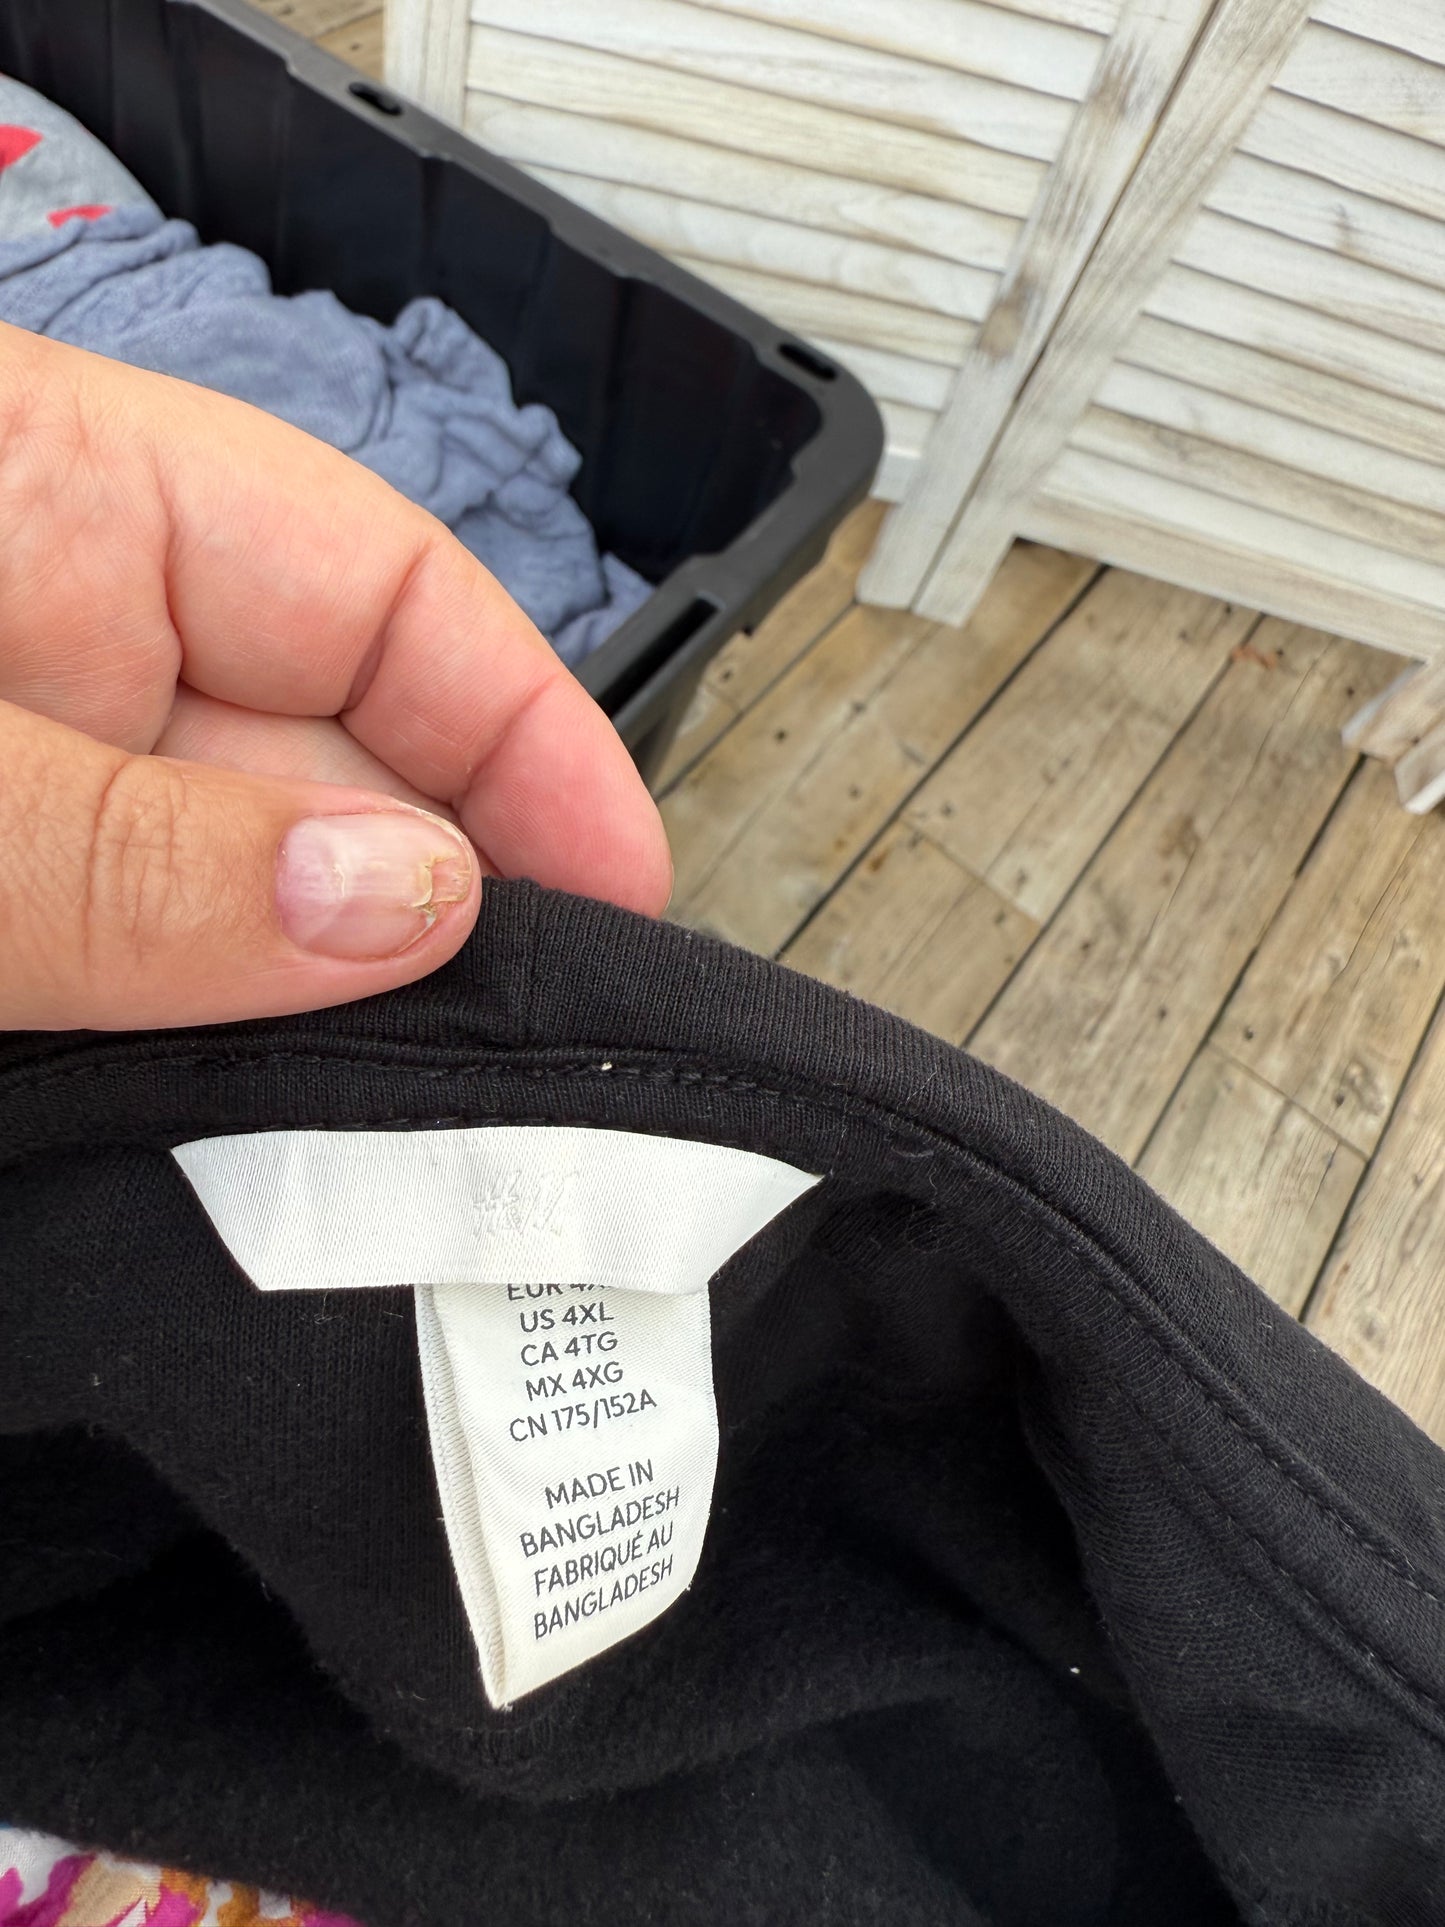 H&M
US 4XL
CA 4TG
MX 4XG
CN 175/152A
MADE IN
BANGLADESH
FABRIQUÉ AU
BANGLADESH